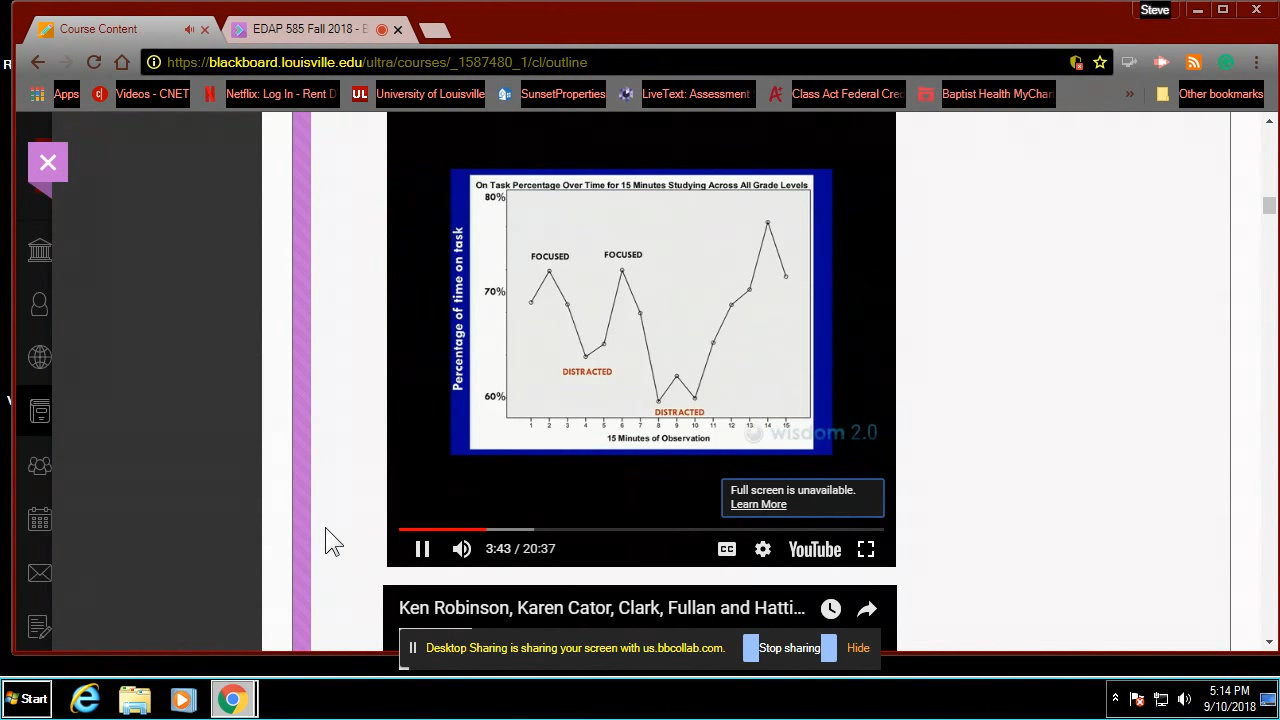 Steve
Course Content
EDAP 585 Fall 2018 - E
https://blackboard.louisville.edu/ultra/courses/_1587480_1/cl/outline
Apps
Videos - CNET
Netflix: Log In - Rent D
University of Louisville
SunsetProperties
LiveText: Assessment
Class Act Federal Cred
Baptist Health MyChar
»
Other bookmarks
On Task Percentage Over Time for 15 Minutes Studying Across All Grade Levels
Percentage of time on task
80%
70%
60%
FOCUSED
FOCUSED
DISTRACTED
DISTRACTED
1 2 3 4 5 6 7 8 9 10 11 12 13 14 15
15 Minutes of Observation
wisdom 2.0
Full screen is unavailable.
Learn More
3:43 / 20:37
CC
YouTube
Ken Robinson, Karen Cator, Clark, Fullan and Hatti...
Desktop Sharing is sharing your screen with us.bbcollab.com.
Stop sharing
Hide
Start
5:14 PM
9/10/2018